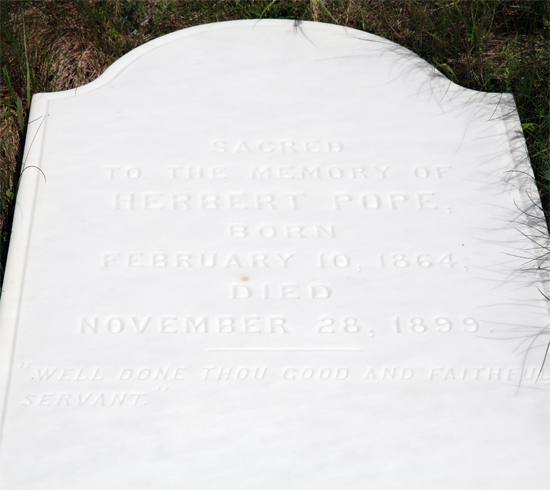 SACRED
TO THE MEMORY OF
HERBERT POPE,
BORN
FEBRUARY 10, 1864;
DIED
NOVEMBER 28, 1899.
"WELL DONE THOU GOOD AND FAITHFUL
SERVANT."